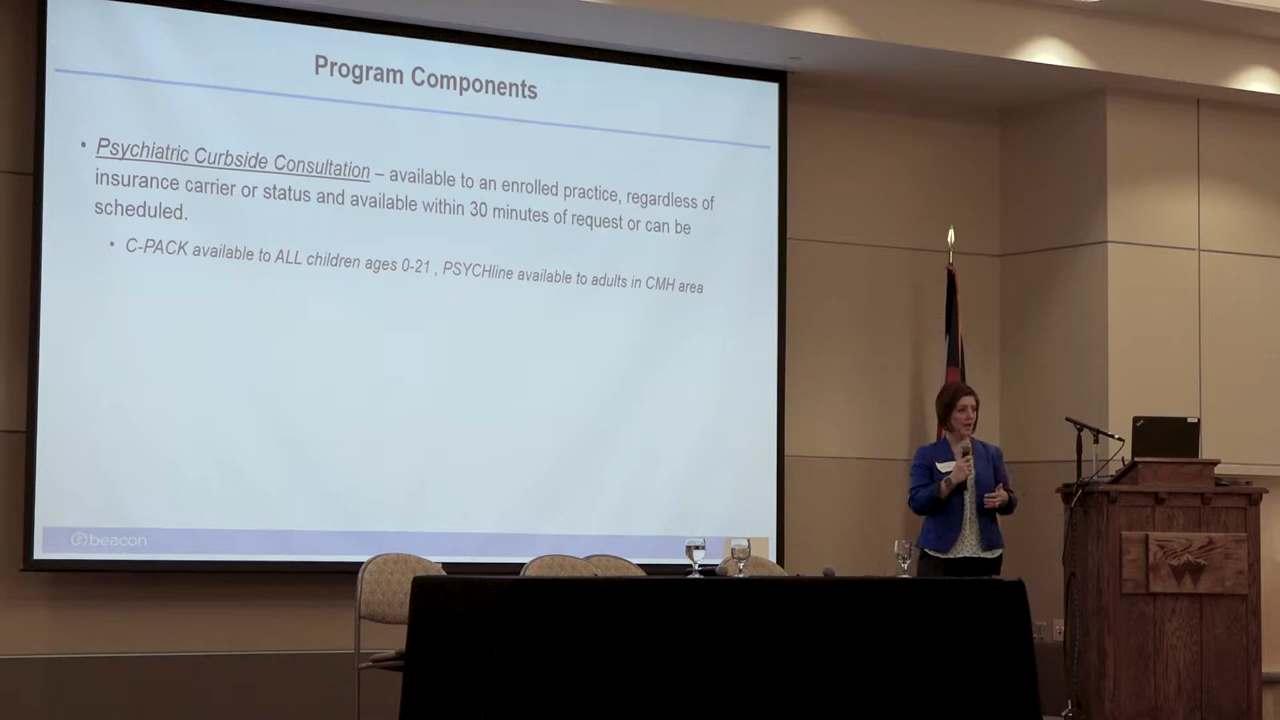 Program Components
• Psychiatric Curbside Consultation – available to an enrolled practice, regardless of
insurance carrier or status and available within 30 minutes of request or can be
scheduled.
• C-PACK available to ALL children ages 0-21 , PSYCHline available to adults in CMH area
beacon